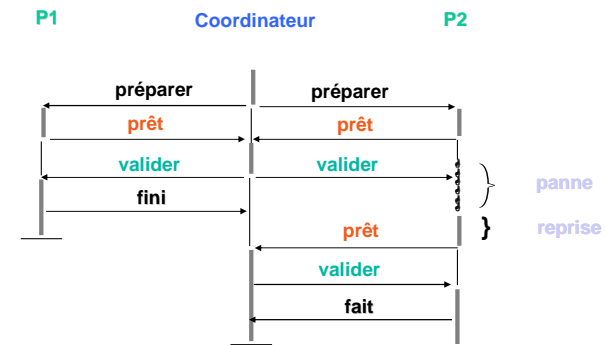 P1 Coordinateur P2
préparer préparer
prêt prêt
valider valider
panne
fini
} reprise
prêt
valider
fait